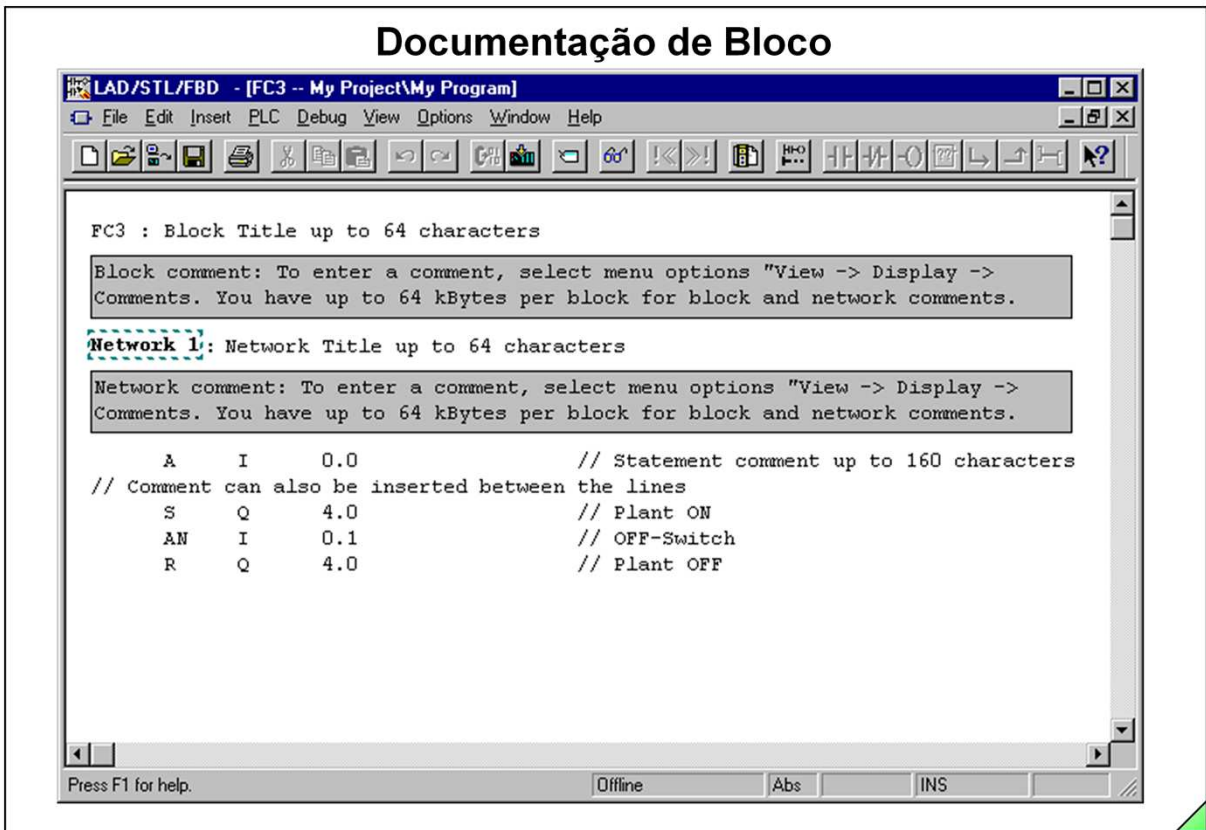 Documentação de Bloco
LAD/STL/FBD - [FC3 -- My Project\My Program]
File Edit Insert PLC Debug View Options Window Help
FC3 : Block Title up to 64 characters
Block comment: To enter a comment, select menu options "View -> Display ->
Comments. You have up to 64 kBytes per block for block and network comments.
Network 1: Network Title up to 64 characters
Network comment: To enter a comment, select menu options "View -> Display ->
Comments. You have up to 64 kBytes per block for block and network comments.
A I 0.0 // Statement comment up to 160 characters
// Comment can also be inserted between the lines
S Q 4.0 // Plant ON
AN I 0.1 // OFF-Switch
R Q 4.0 // Plant OFF
Press F1 for help. Offline Abs INS